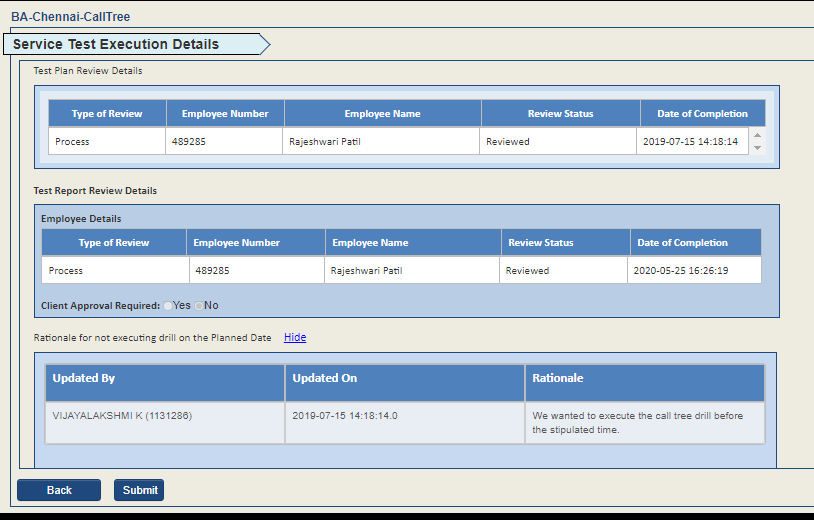 BA-Chennai-CallTree
Service Test Execution Details
Test Plan Review Details
Type of Review Employee Number Employee Name Review Status Date of Completion
Process 489285 Rajeshwari Patil Reviewed 2019-07-15 14:18:14
Test Report Review Details
Employee Details
Type of Review Employee Number Employee Name Review Status Date of Completion
Process 489285 Rajeshwari Patil Reviewed 2020-05-25 16:26:19
Client Approval Required: Yes No
Rationale for not executing drill on the Planned Date Hide
Updated By Updated On Rationale
VIJAYALAKSHMI K (1131286) 2019-07-15 14:18:14.0 We wanted to execute the call tree drill before
the stipulated time.
Back Submit